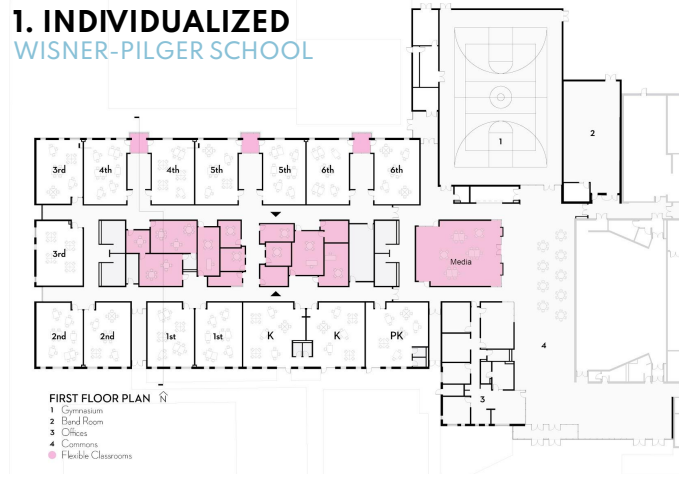 1. INDIVIDUALIZED
WISNER-PILGER SCHOOL
1
2
3rd
4th
4th
5th
5th
6th
6th
3rd
Media
2nd
2nd
1st
1st
K
K
PK
4
3
FIRST FLOOR PLAN
N
1 Gymnasium
2 Band Room
3 Offices
4 Commons
Flexible Classrooms